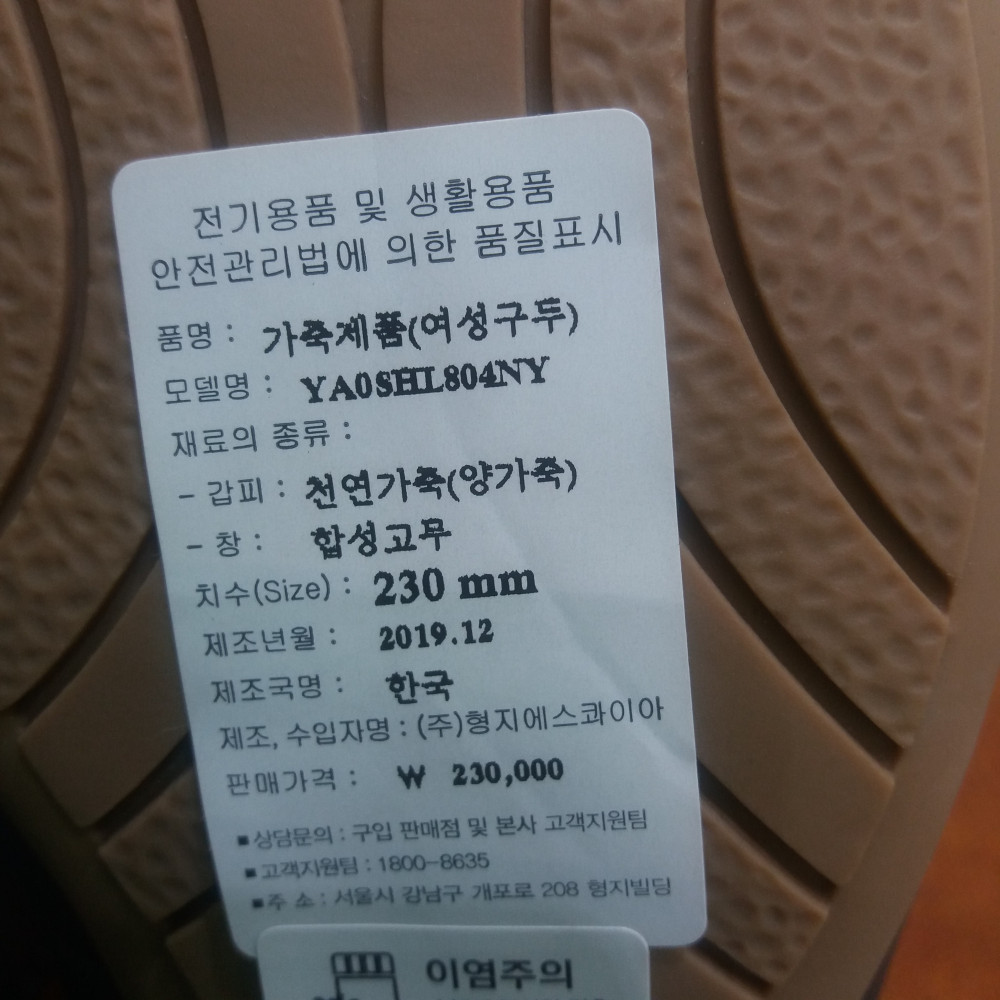 전기용품 및 생활용품
안전관리법에 의한 품질표시
품명 : 가죽제품(여성구두)
모델명 : YA0SHL804NY
재료의 종류 :
- 갑피 : 천연가죽(양가죽)
- 창 : 합성고무
치수(Size) : 230 mm
제조년월 : 2019.12
제조국명 : 한국
제조, 수입자명 : (주)형지에스콰이아
판매가격 : ₩ 230,000
■ 상담문의 : 구입 판매점 및 본사 고객지원팀
■ 고객지원팀 : 1800-8635
■ 주 소 : 서울시 강남구 개포로 208 형지빌딩
이염주의